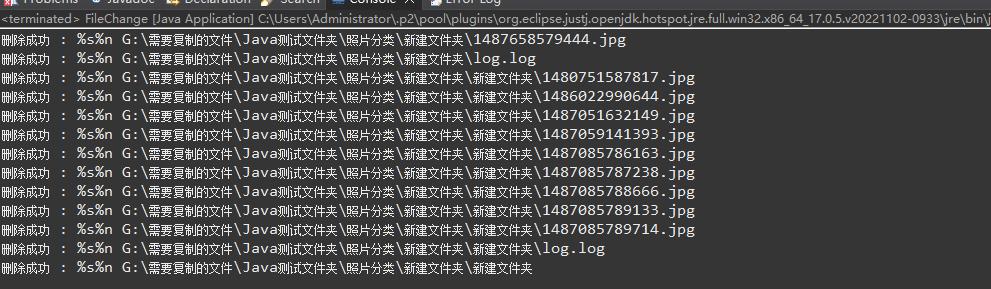 Problems Javadoc Declaration Search Console Error Log
<terminated> FileChange [Java Application] C:\Users\Administrator\.p2\pool\plugins\org.eclipse.justj.openjdk.hotspot.jre.full.win32.x86_64_17.0.5.v20221102-0933\jre\bin\j
删除成功 : %s%n G:\需要复制的文件\Java测试文件夹\照片分类\新建文件夹\1487658579444.jpg
删除成功 : %s%n G:\需要复制的文件\Java测试文件夹\照片分类\新建文件夹\log.log
删除成功 : %s%n G:\需要复制的文件\Java测试文件夹\照片分类\新建文件夹\新建文件夹\1480751587817.jpg
删除成功 : %s%n G:\需要复制的文件\Java测试文件夹\照片分类\新建文件夹\新建文件夹\1486022990644.jpg
删除成功 : %s%n G:\需要复制的文件\Java测试文件夹\照片分类\新建文件夹\新建文件夹\1487051632149.jpg
删除成功 : %s%n G:\需要复制的文件\Java测试文件夹\照片分类\新建文件夹\新建文件夹\1487059141393.jpg
删除成功 : %s%n G:\需要复制的文件\Java测试文件夹\照片分类\新建文件夹\新建文件夹\1487085786163.jpg
删除成功 : %s%n G:\需要复制的文件\Java测试文件夹\照片分类\新建文件夹\新建文件夹\1487085787238.jpg
删除成功 : %s%n G:\需要复制的文件\Java测试文件夹\照片分类\新建文件夹\新建文件夹\1487085788666.jpg
删除成功 : %s%n G:\需要复制的文件\Java测试文件夹\照片分类\新建文件夹\新建文件夹\1487085789133.jpg
删除成功 : %s%n G:\需要复制的文件\Java测试文件夹\照片分类\新建文件夹\新建文件夹\1487085789714.jpg
删除成功 : %s%n G:\需要复制的文件\Java测试文件夹\照片分类\新建文件夹\新建文件夹\log.log
删除成功 : %s%n G:\需要复制的文件\Java测试文件夹\照片分类\新建文件夹\新建文件夹